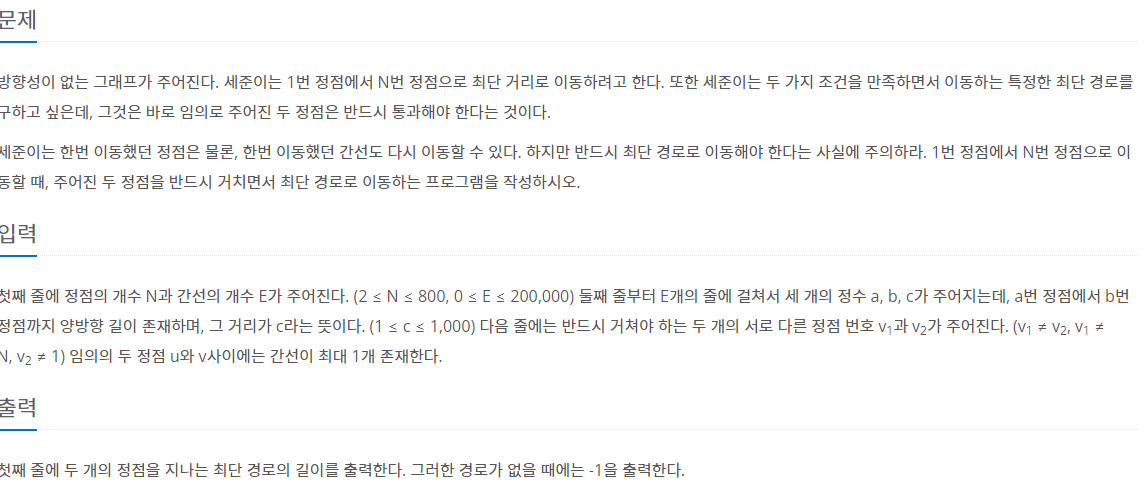 문제
방향성이 없는 그래프가 주어진다. 세준이는 1번 정점에서 N번 정점으로 최단 거리로 이동하려고 한다. 또한 세준이는 두 가지 조건을 만족하면서 이동하는 특정한 최단 경로를
구하고 싶은데, 그것은 바로 임의로 주어진 두 정점은 반드시 통과해야 한다는 것이다.
세준이는 한번 이동했던 정점은 물론, 한번 이동했던 간선도 다시 이동할 수 있다. 하지만 반드시 최단 경로로 이동해야 한다는 사실에 주의하라. 1번 정점에서 N번 정점으로 이
동할 때, 주어진 두 정점을 반드시 거치면서 최단 경로로 이동하는 프로그램을 작성하시오.
입력
첫째 줄에 정점의 개수 N과 간선의 개수 E가 주어진다. (2 ≤ N ≤ 800, 0 ≤ E ≤ 200,000) 둘째 줄부터 E개의 줄에 걸쳐서 세 개의 정수 a, b, c가 주어지는데, a번 정점에서 b번
정점까지 양방향 길이 존재하며, 그 거리가 c라는 뜻이다. (1 ≤ c ≤ 1,000) 다음 줄에는 반드시 거쳐야 하는 두 개의 서로 다른 정점 번호 v₁과 v₂가 주어진다. (v₁ ≠ v₂, v₁ ≠
N, v₂ ≠ 1) 임의의 두 정점 u와 v사이에는 간선이 최대 1개 존재한다.
출력
첫째 줄에 두 개의 정점을 지나는 최단 경로의 길이를 출력한다. 그러한 경로가 없을 때에는 -1을 출력한다.